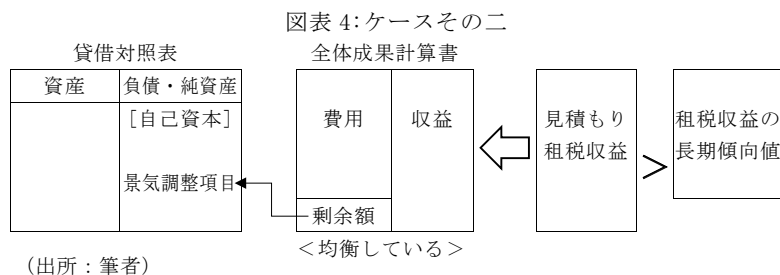 図表 4:ケースその二
貸借対照表
全体成果計算書
資産
負債・純資産
[自己資本]
景気調整項目
費用
収益
剰余額
<均衡している>
見積もり
租税収益
>
租税収益の
長期傾向値
(出所:筆者)